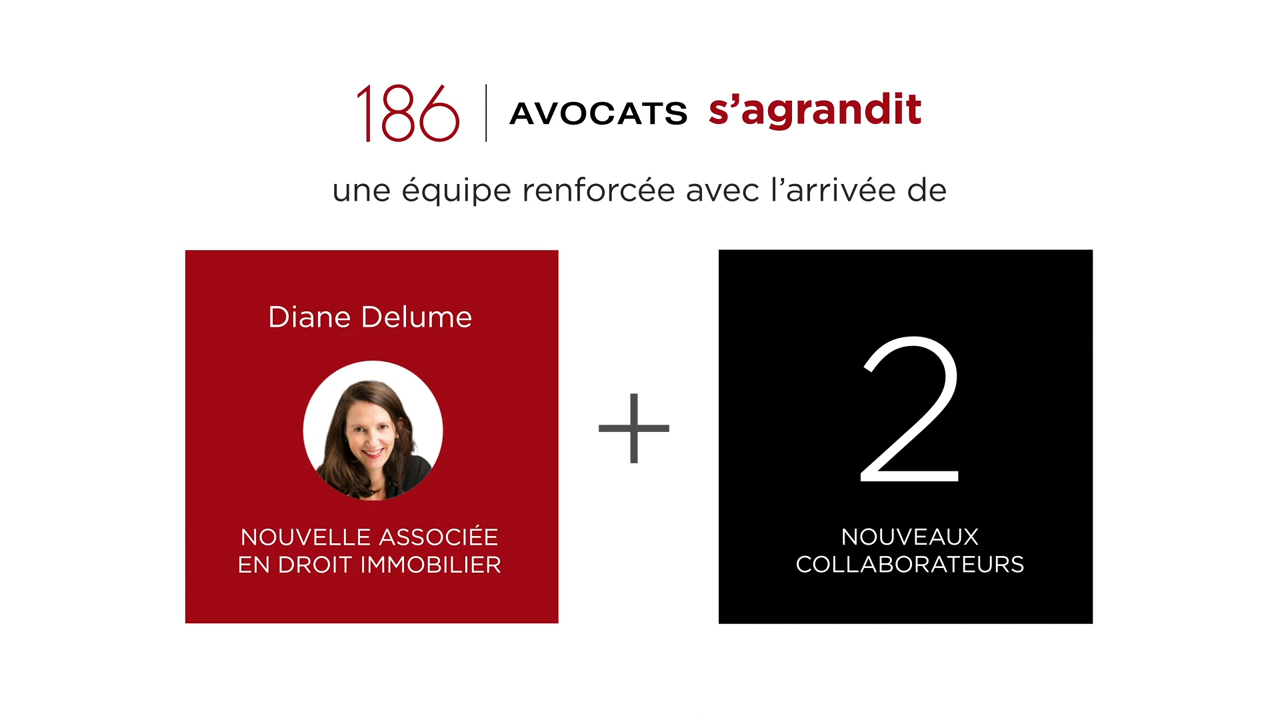 186 | AVOCATS s’agrandit
une équipe renforcée avec l’arrivée de
Diane Delume
NOUVELLE ASSOCIÉE
EN DROIT IMMOBILIER
+
2
NOUVEAUX
COLLABORATEURS